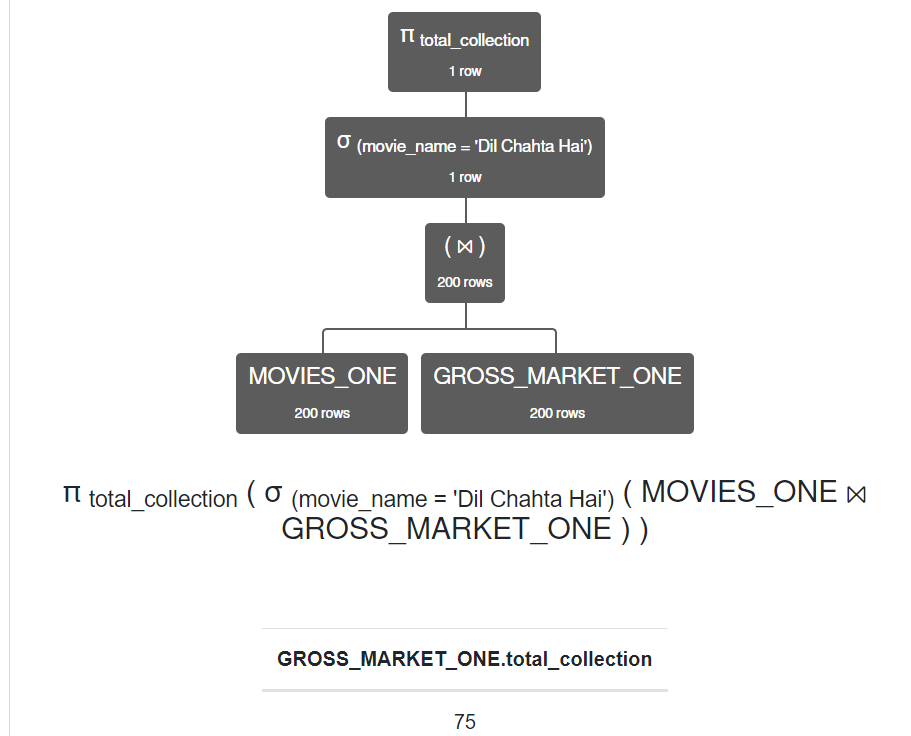 π total_collection
1 row
σ (movie_name = 'Dil Chahta Hai')
1 row
( ⋈ )
200 rows
MOVIES_ONE
200 rows
GROSS_MARKET_ONE
200 rows
π total_collection ( σ (movie_name = 'Dil Chahta Hai') ( MOVIES_ONE ⋈
GROSS_MARKET_ONE ) )
GROSS_MARKET_ONE.total_collection
75